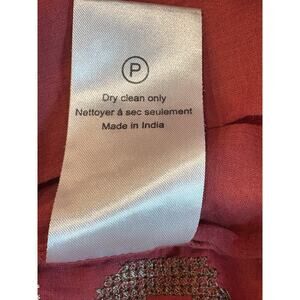 P
Dry clean only
Nettoyer á sec seulement
Made in India